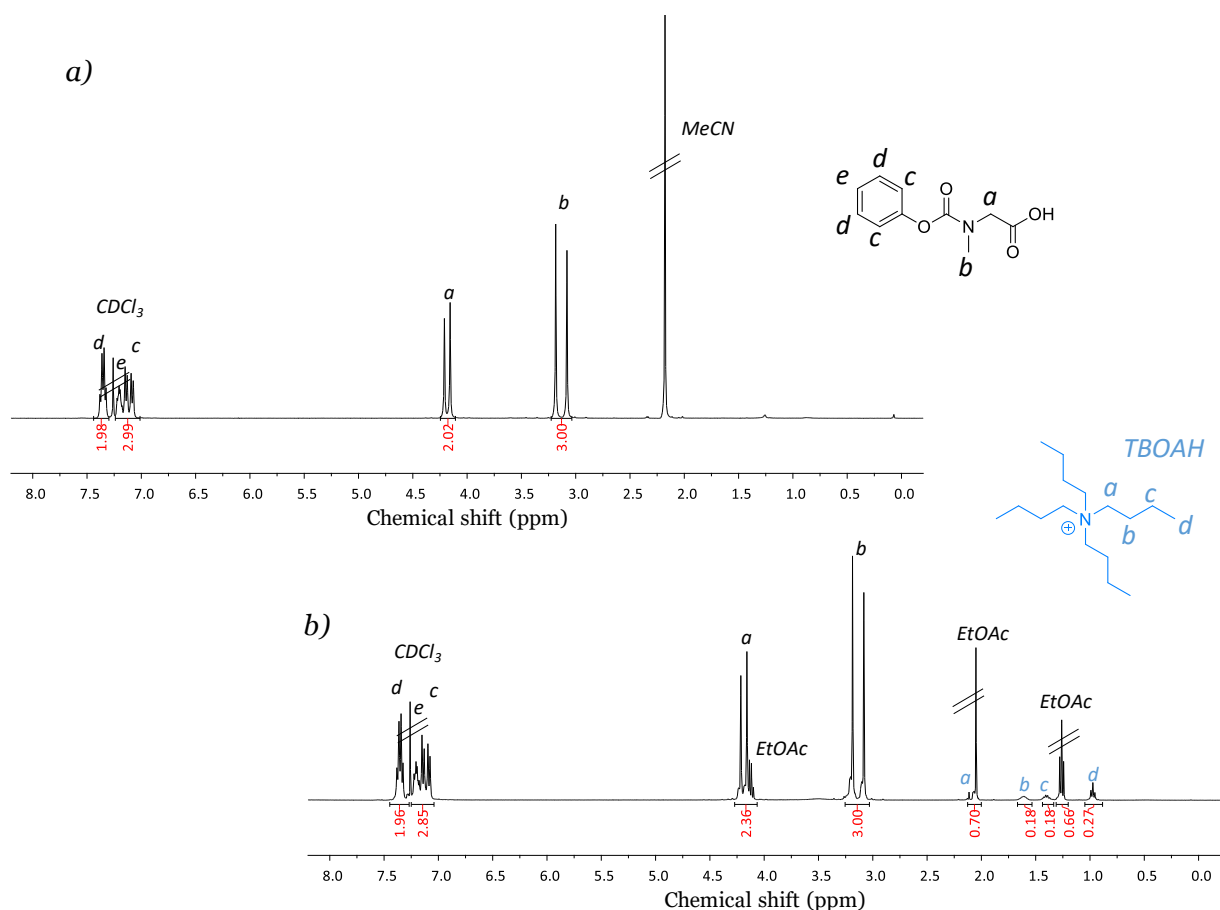 a)
MeCN
CDCl3
d
e
c
a
b
1.98
2.99
2.02
3.00
8.0 7.5 7.0 6.5 6.0 5.5 5.0 4.5 4.0 3.5 3.0 2.5 2.0 1.5 1.0 0.5 0.0
Chemical shift (ppm)
d
e
c
d
c
O
O
N
b
a
OH
O
TBOAH
N
+
a
b
c
d
b)
CDCl3
d
e
c
a
EtOAc
b
EtOAc
EtOAc
a
b
c
d
1.96
2.85
2.36
3.00
0.70
0.18
0.18
0.66
0.27
8.0 7.5 7.0 6.5 6.0 5.5 5.0 4.5 4.0 3.5 3.0 2.5 2.0 1.5 1.0 0.5 0.0
Chemical shift (ppm)